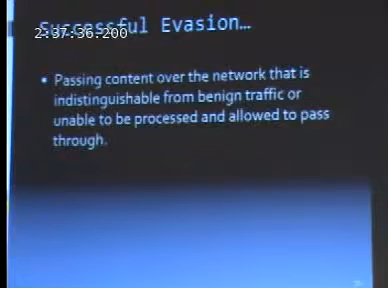 Successful Evasion…
2:37:36.200
• Passing content over the network that is
indistinguishable from benign traffic or
unable to be processed and allowed to pass
through.